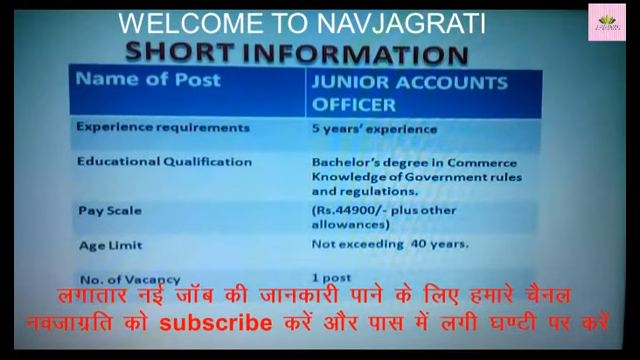 WELCOME TO NAVJAGRATI
SHORT INFORMATION
Name of Post JUNIOR ACCOUNTS
OFFICER
Experience requirements 5 years' experience
Educational Qualification Bachelor's degree in Commerce
Knowledge of Government rules
and regulations.
Pay Scale (Rs.44900/- plus other
allowances)
Age Limit Not exceeding 40 years.
No. of Vacancy 1 post
लगातार नई जॉब की जानकारी पाने के लिए हमारे चैनल
नवजाग्रति को subscribe करें और पास में लगी घण्टी पर करें